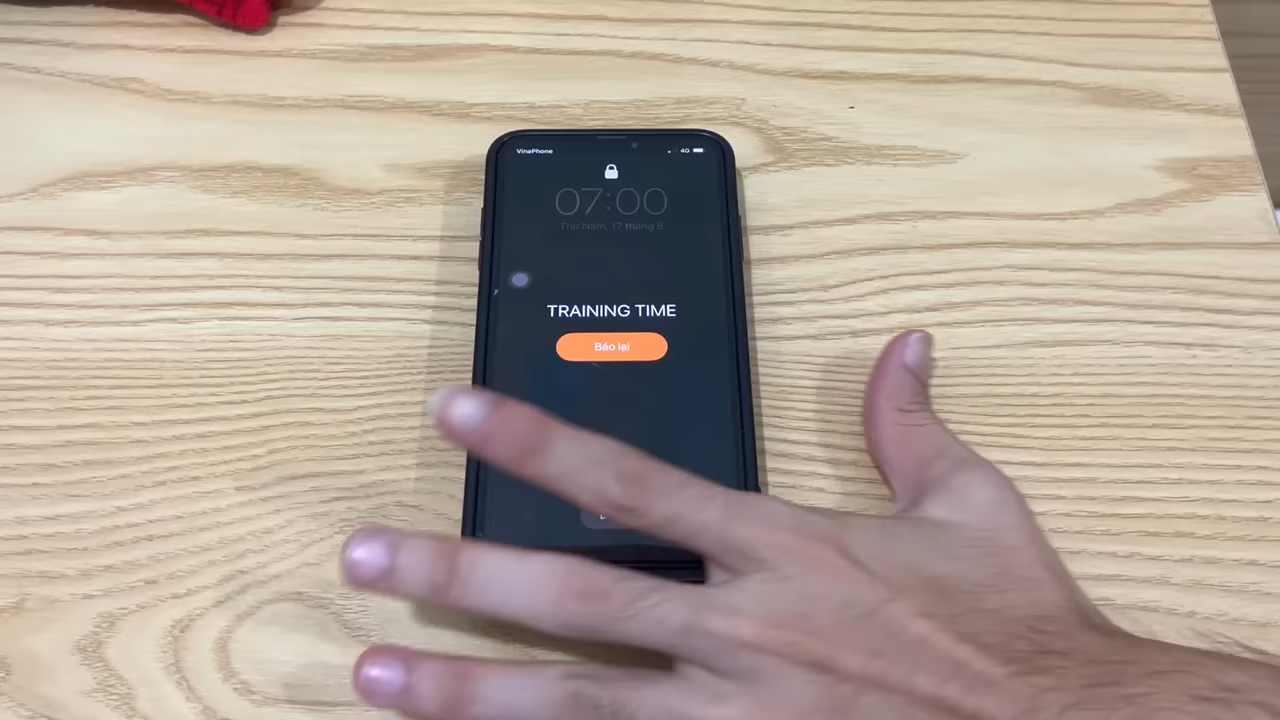 VinaPhone 4G
07:00
Thứ Năm, 17 tháng 8
TRAINING TIME
Báo lại